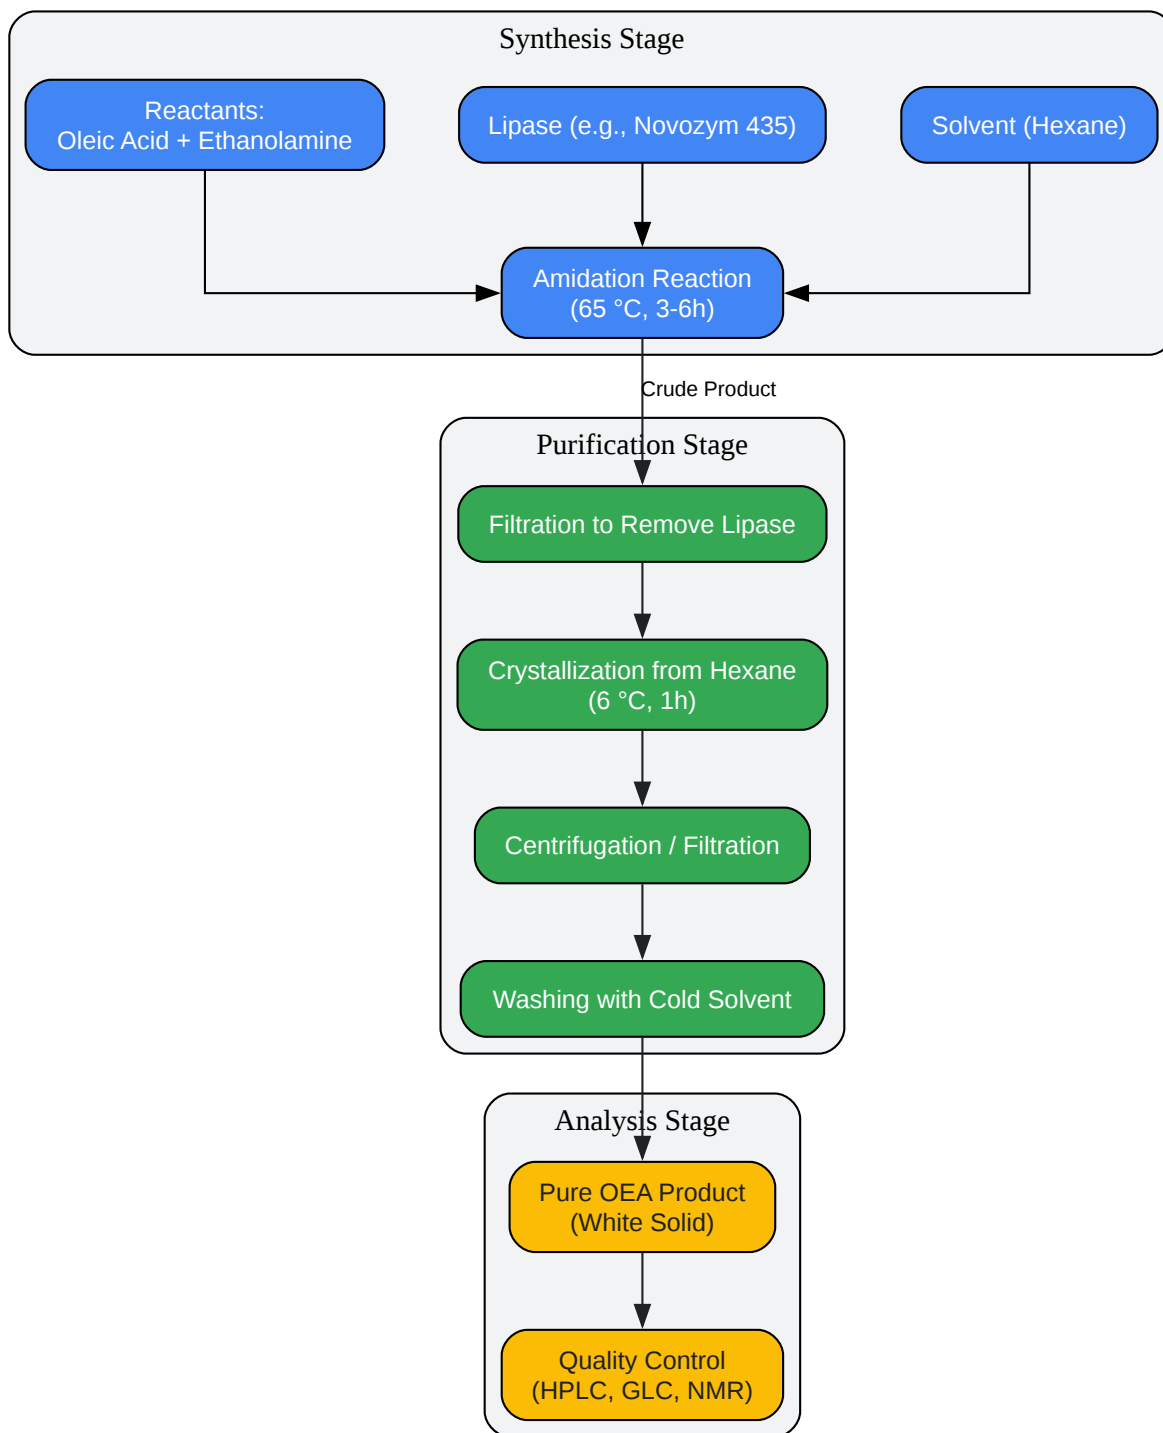 Synthesis Stage
Reactants:
Oleic Acid + Ethanolamine
Lipase (e.g., Novozym 435)
Solvent (Hexane)
Amidation Reaction
(65 °C, 3-6h)
Crude Product
Purification Stage
Filtration to Remove Lipase
Crystallization from Hexane
(6 °C, 1h)
Centrifugation / Filtration
Washing with Cold Solvent
Analysis Stage
Pure OEA Product
(White Solid)
Quality Control
(HPLC, GLC, NMR)